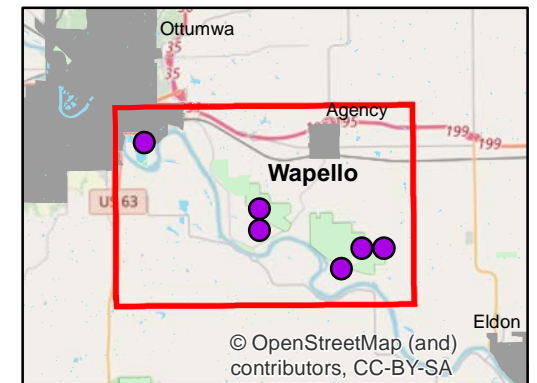 Ottumwa
35
35
Agency
199
199
Wapello
US 63
Eldon
© OpenStreetMap (and)
contributors, CC-BY-SA